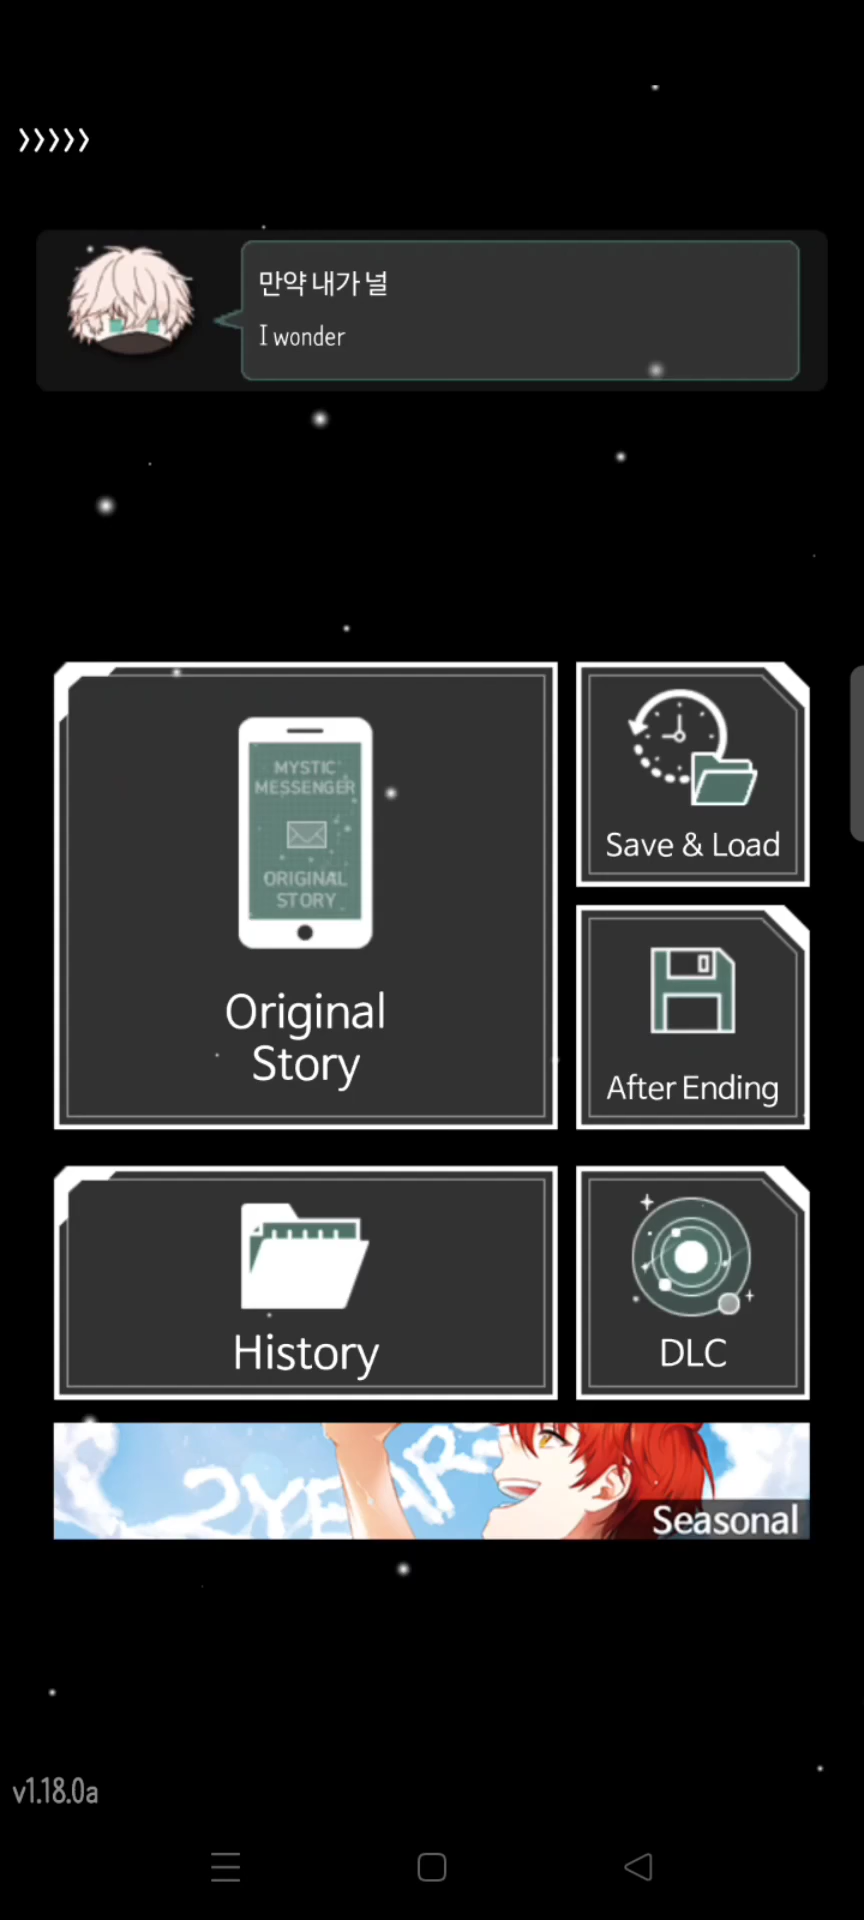 만약 내가 널
I wonder
MYSTIC
MESSENGER
ORIGINAL
STORY
Original
Story
Save & Load
After Ending
History
DLC
2YEAR
Seasonal
v1.18.0a